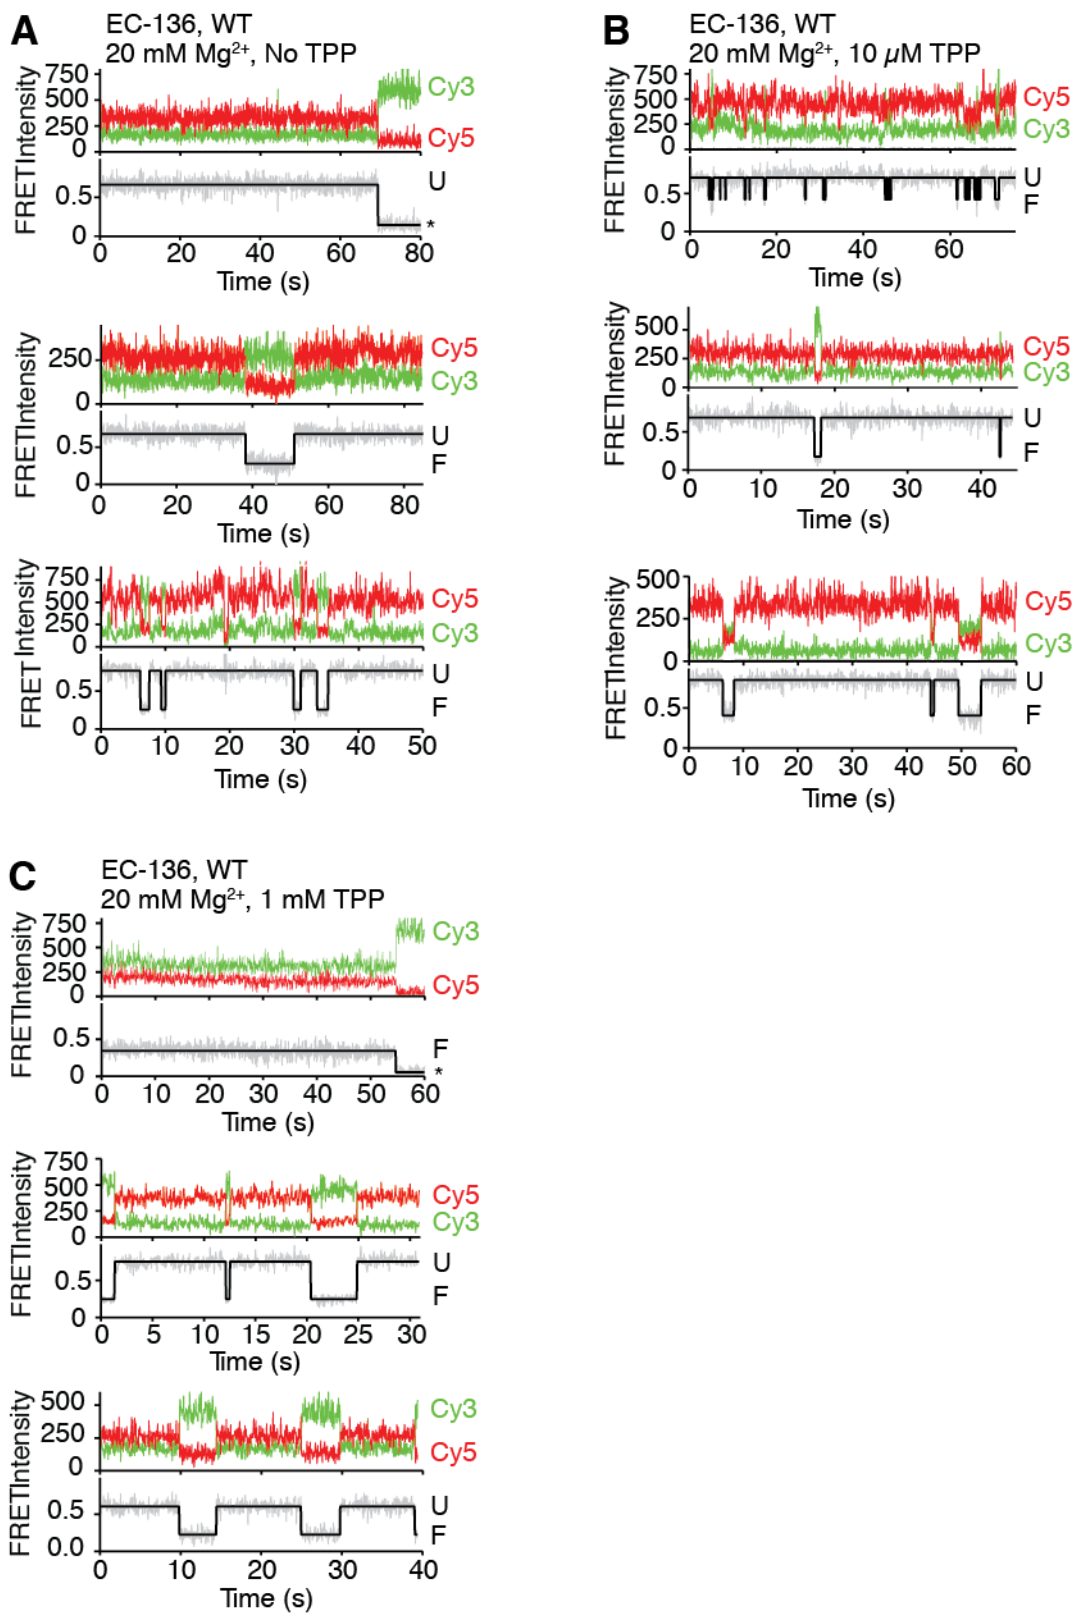 A
EC-136, WT
20 mM Mg²⁺, No TPP
Intensity
750
500
250
0
Cy3
Cy5
FRET
0.5
0
U
*
0 20 40 60 80
Time (s)
Intensity
250
0
Cy5
Cy3
FRET
0.5
0
U
F
0 20 40 60 80
Time (s)
Intensity
750
500
250
0
Cy5
Cy3
FRET
0.5
0
U
F
0 10 20 30 40 50
Time (s)
B
EC-136, WT
20 mM Mg²⁺, 10 µM TPP
Intensity
750
500
250
0
Cy5
Cy3
FRET
0.5
0
U
F
0 20 40 60
Time (s)
Intensity
500
250
0
Cy5
Cy3
FRET
0.5
0
U
F
0 10 20 30 40
Time (s)
Intensity
500
250
0
Cy5
Cy3
FRET
0.5
0
U
F
0 10 20 30 40 50 60
Time (s)
C
EC-136, WT
20 mM Mg²⁺, 1 mM TPP
Intensity
750
500
250
0
Cy3
Cy5
FRET
0.5
0
F
*
0 10 20 30 40 50 60
Time (s)
Intensity
750
500
250
0
Cy5
Cy3
FRET
0.5
0
U
F
0 5 10 15 20 25 30
Time (s)
Intensity
500
250
0
Cy3
Cy5
FRET
0.5
0.0
U
F
0 10 20 30 40
Time (s)